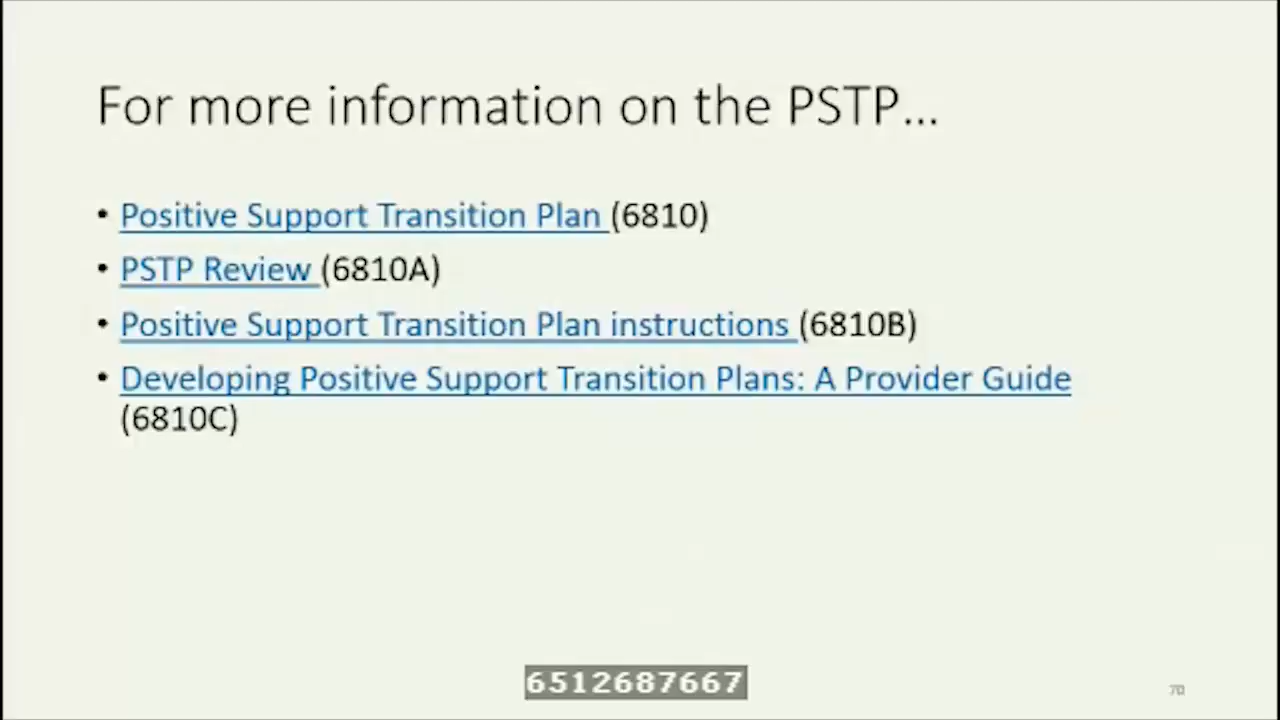 For more information on the PSTP...
• Positive Support Transition Plan (6810)
• PSTP Review (6810A)
• Positive Support Transition Plan instructions (6810B)
• Developing Positive Support Transition Plans: A Provider Guide
(6810C)
6512687667
70